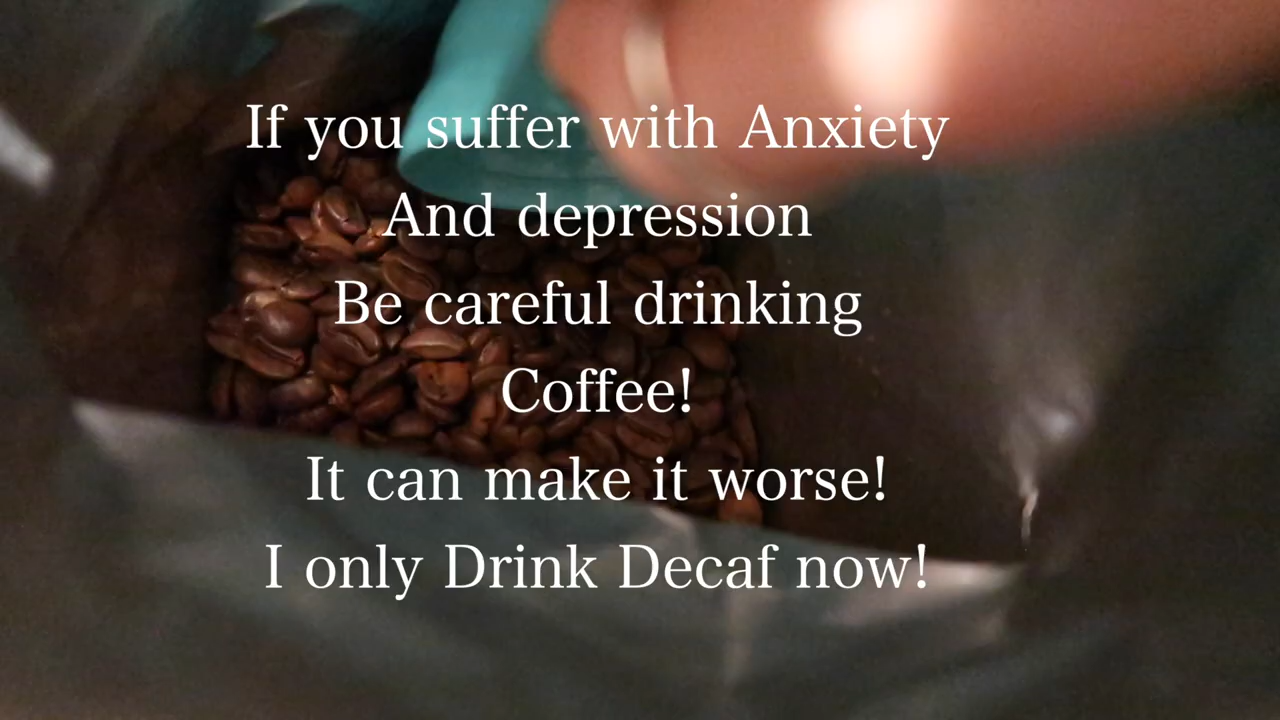 If you suffer with Anxiety
And depression
Be careful drinking
Coffee!
It can make it worse!
I only Drink Decaf now!